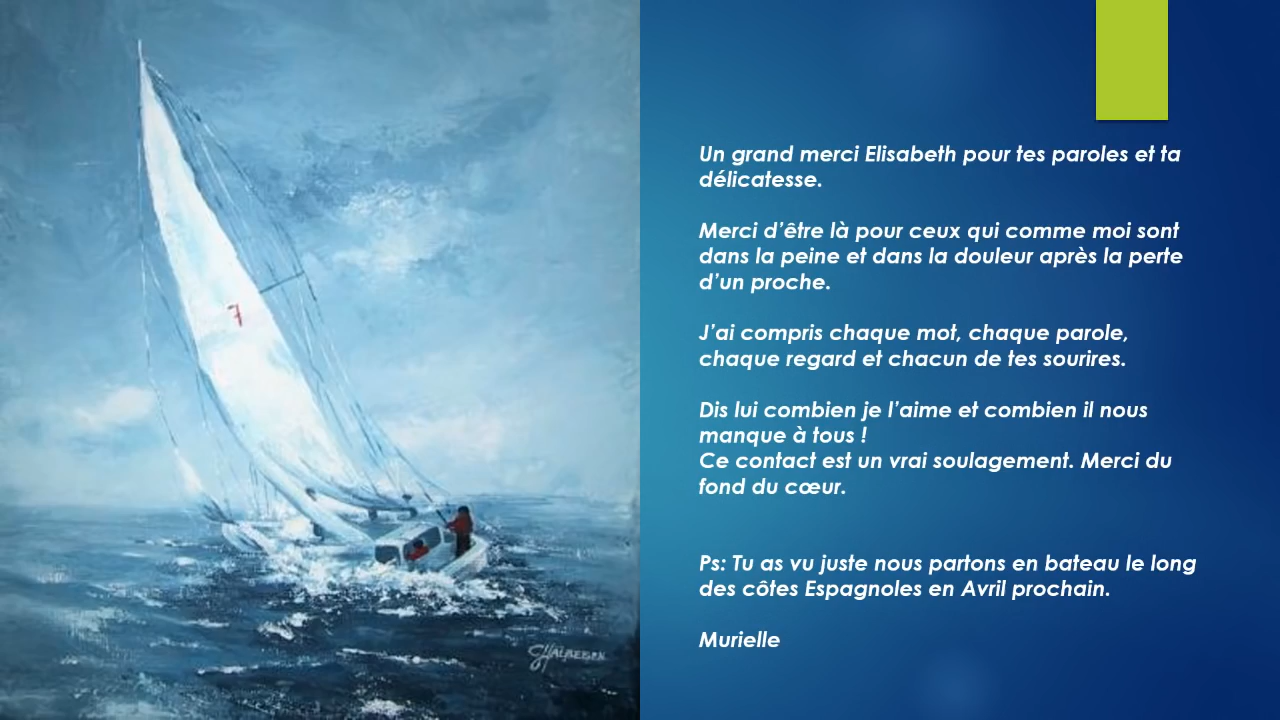 7
Un grand merci Elisabeth pour tes paroles et ta
délicatesse.
Merci d’être là pour ceux qui comme moi sont
dans la peine et dans la douleur après la perte
d’un proche.
J’ai compris chaque mot, chaque parole,
chaque regard et chacun de tes sourires.
Dis lui combien je l’aime et combien il nous
manque à tous !
Ce contact est un vrai soulagement. Merci du
fond du cœur.
Ps: Tu as vu juste nous partons en bateau le long
des côtes Espagnoles en Avril prochain.
Murielle